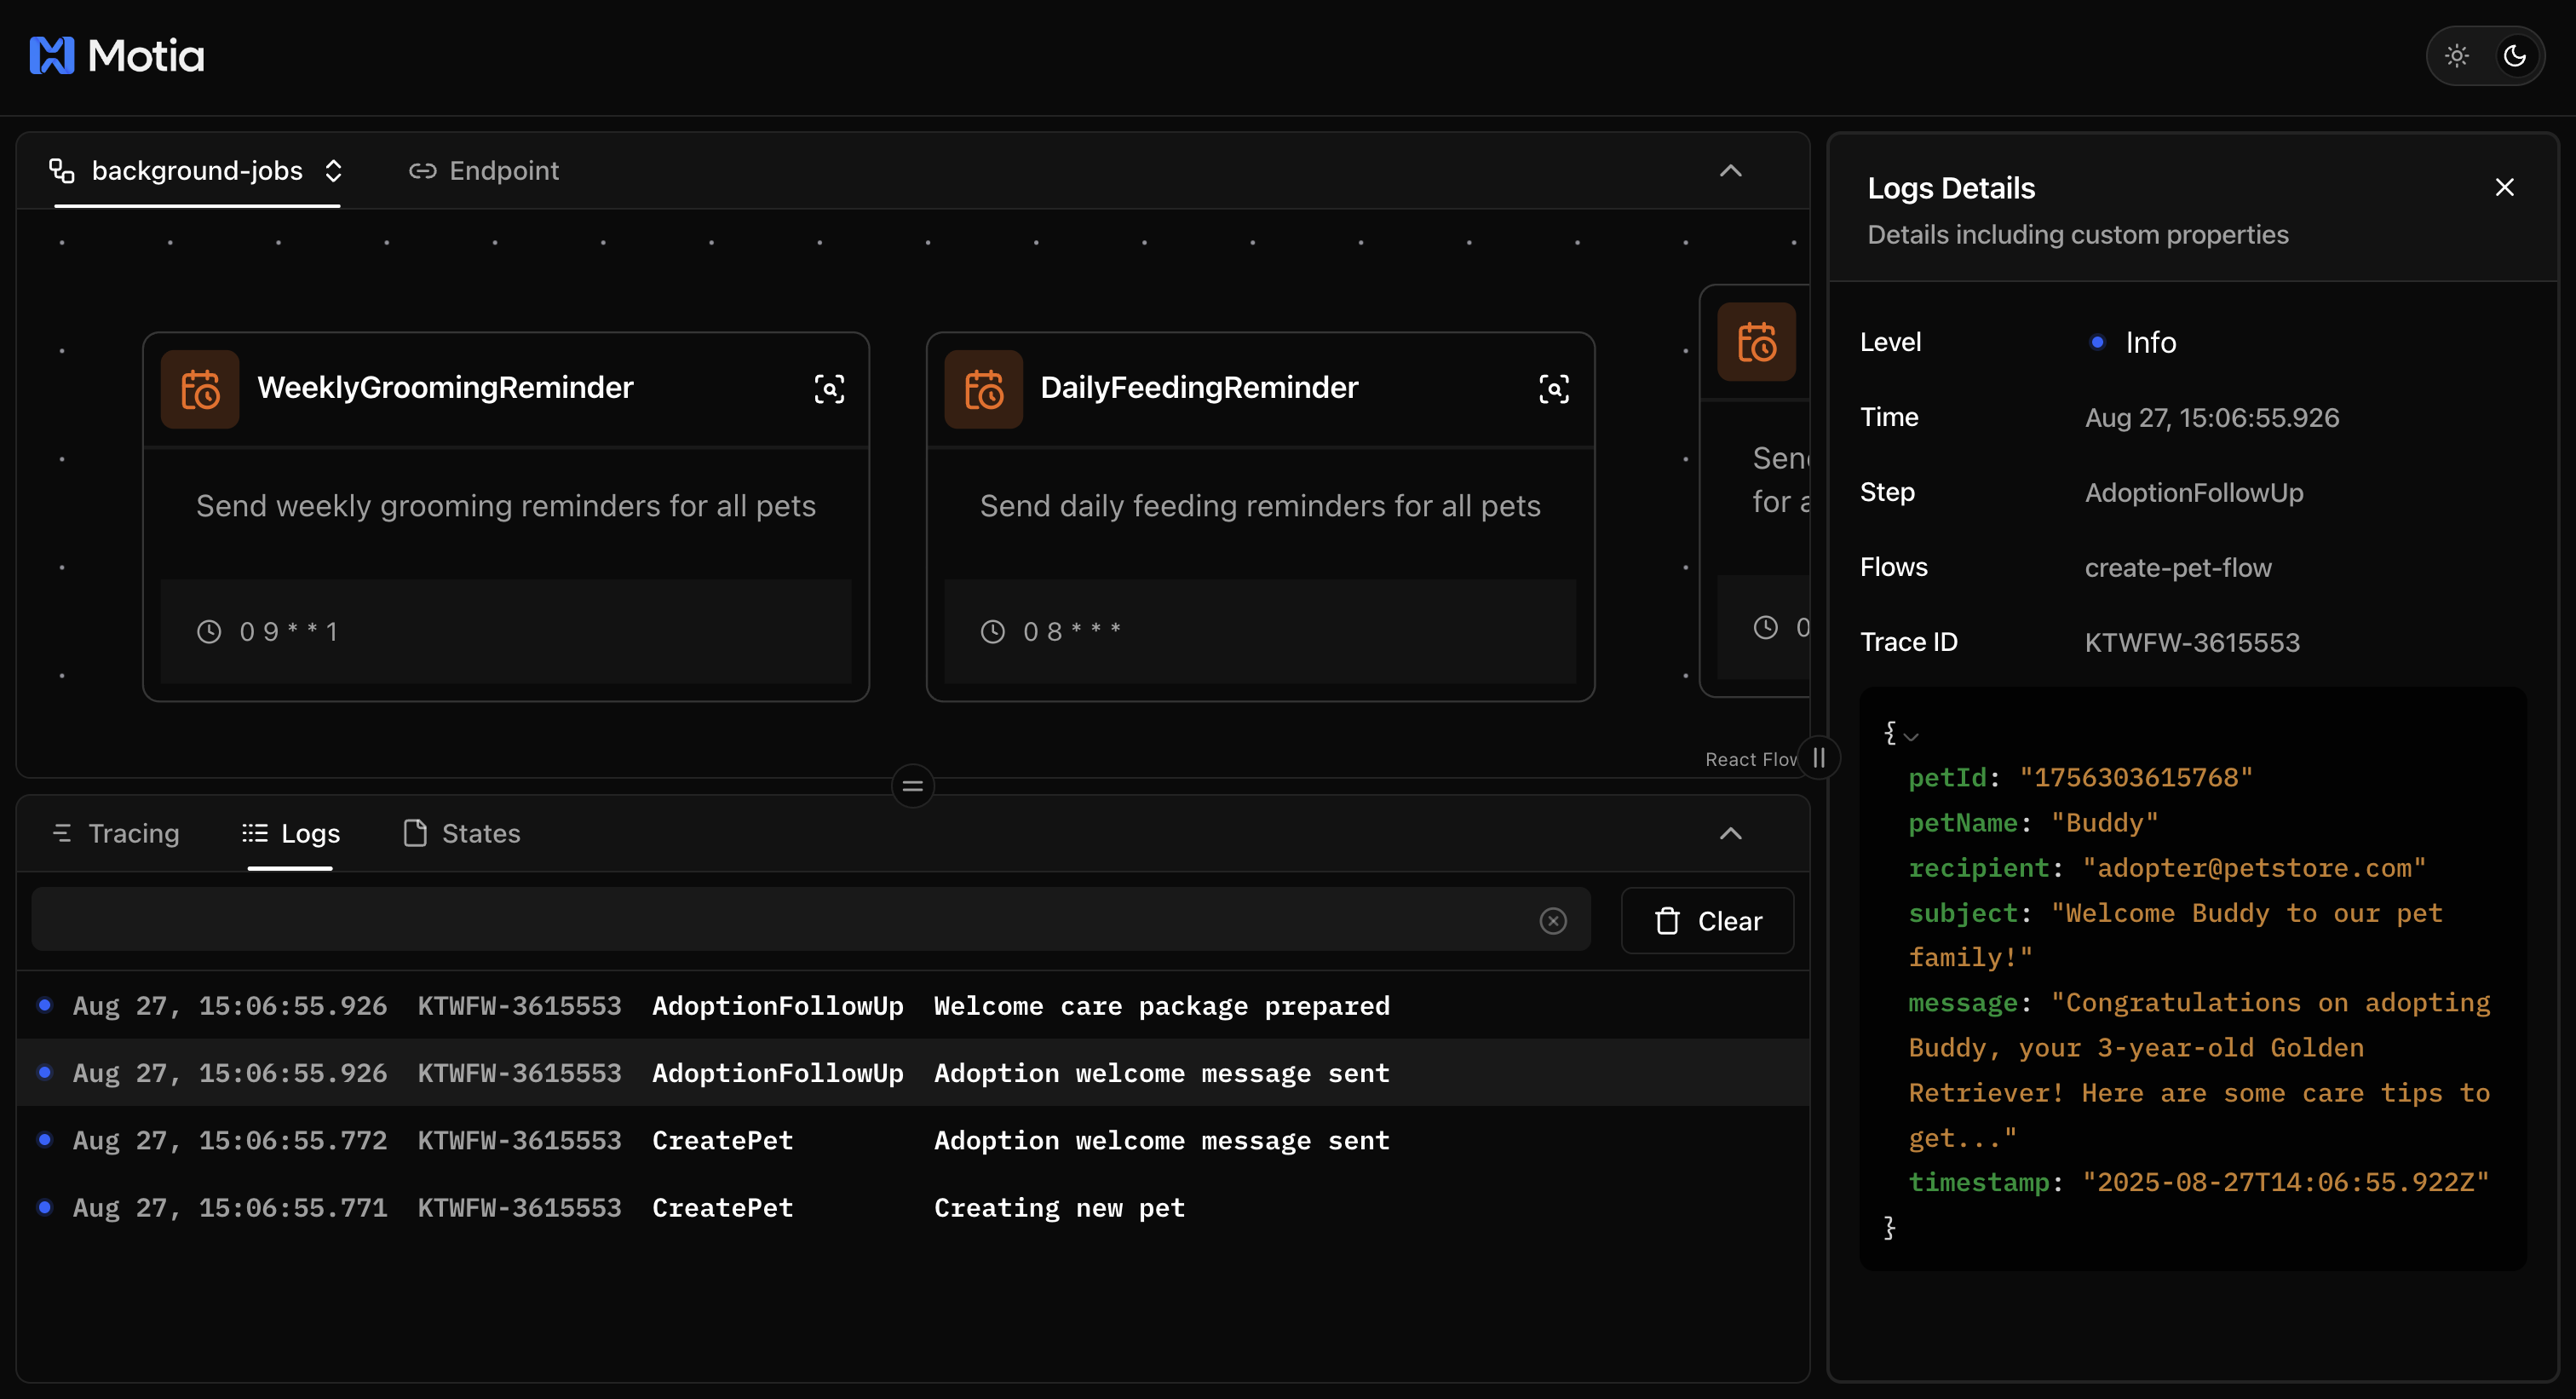 Motia
background-jobs
Endpoint
WeeklyGroomingReminder
Send weekly grooming reminders for all pets
0 9 * * 1
DailyFeedingReminder
Send daily feeding reminders for all pets
0 8 * * *
for
0
React Flow
Tracing
Logs
States
Clear
Aug 27, 15:06:55.926 KTWFW-3615553 AdoptionFollowUp Welcome care package prepared
Aug 27, 15:06:55.926 KTWFW-3615553 AdoptionFollowUp Adoption welcome message sent
Aug 27, 15:06:55.772 KTWFW-3615553 CreatePet Adoption welcome message sent
Aug 27, 15:06:55.771 KTWFW-3615553 CreatePet Creating new pet
Logs Details
Details including custom properties
Level Info
Time Aug 27, 15:06:55.926
Step AdoptionFollowUp
Flows create-pet-flow
Trace ID KTWFW-3615553
{
petId: "1756303615768"
petName: "Buddy"
recipient: "adopter@petstore.com"
subject: "Welcome Buddy to our pet
family!"
message: "Congratulations on adopting
Buddy, your 3-year-old Golden
Retriever! Here are some care tips to
get..."
timestamp: "2025-08-27T14:06:55.922Z"
}